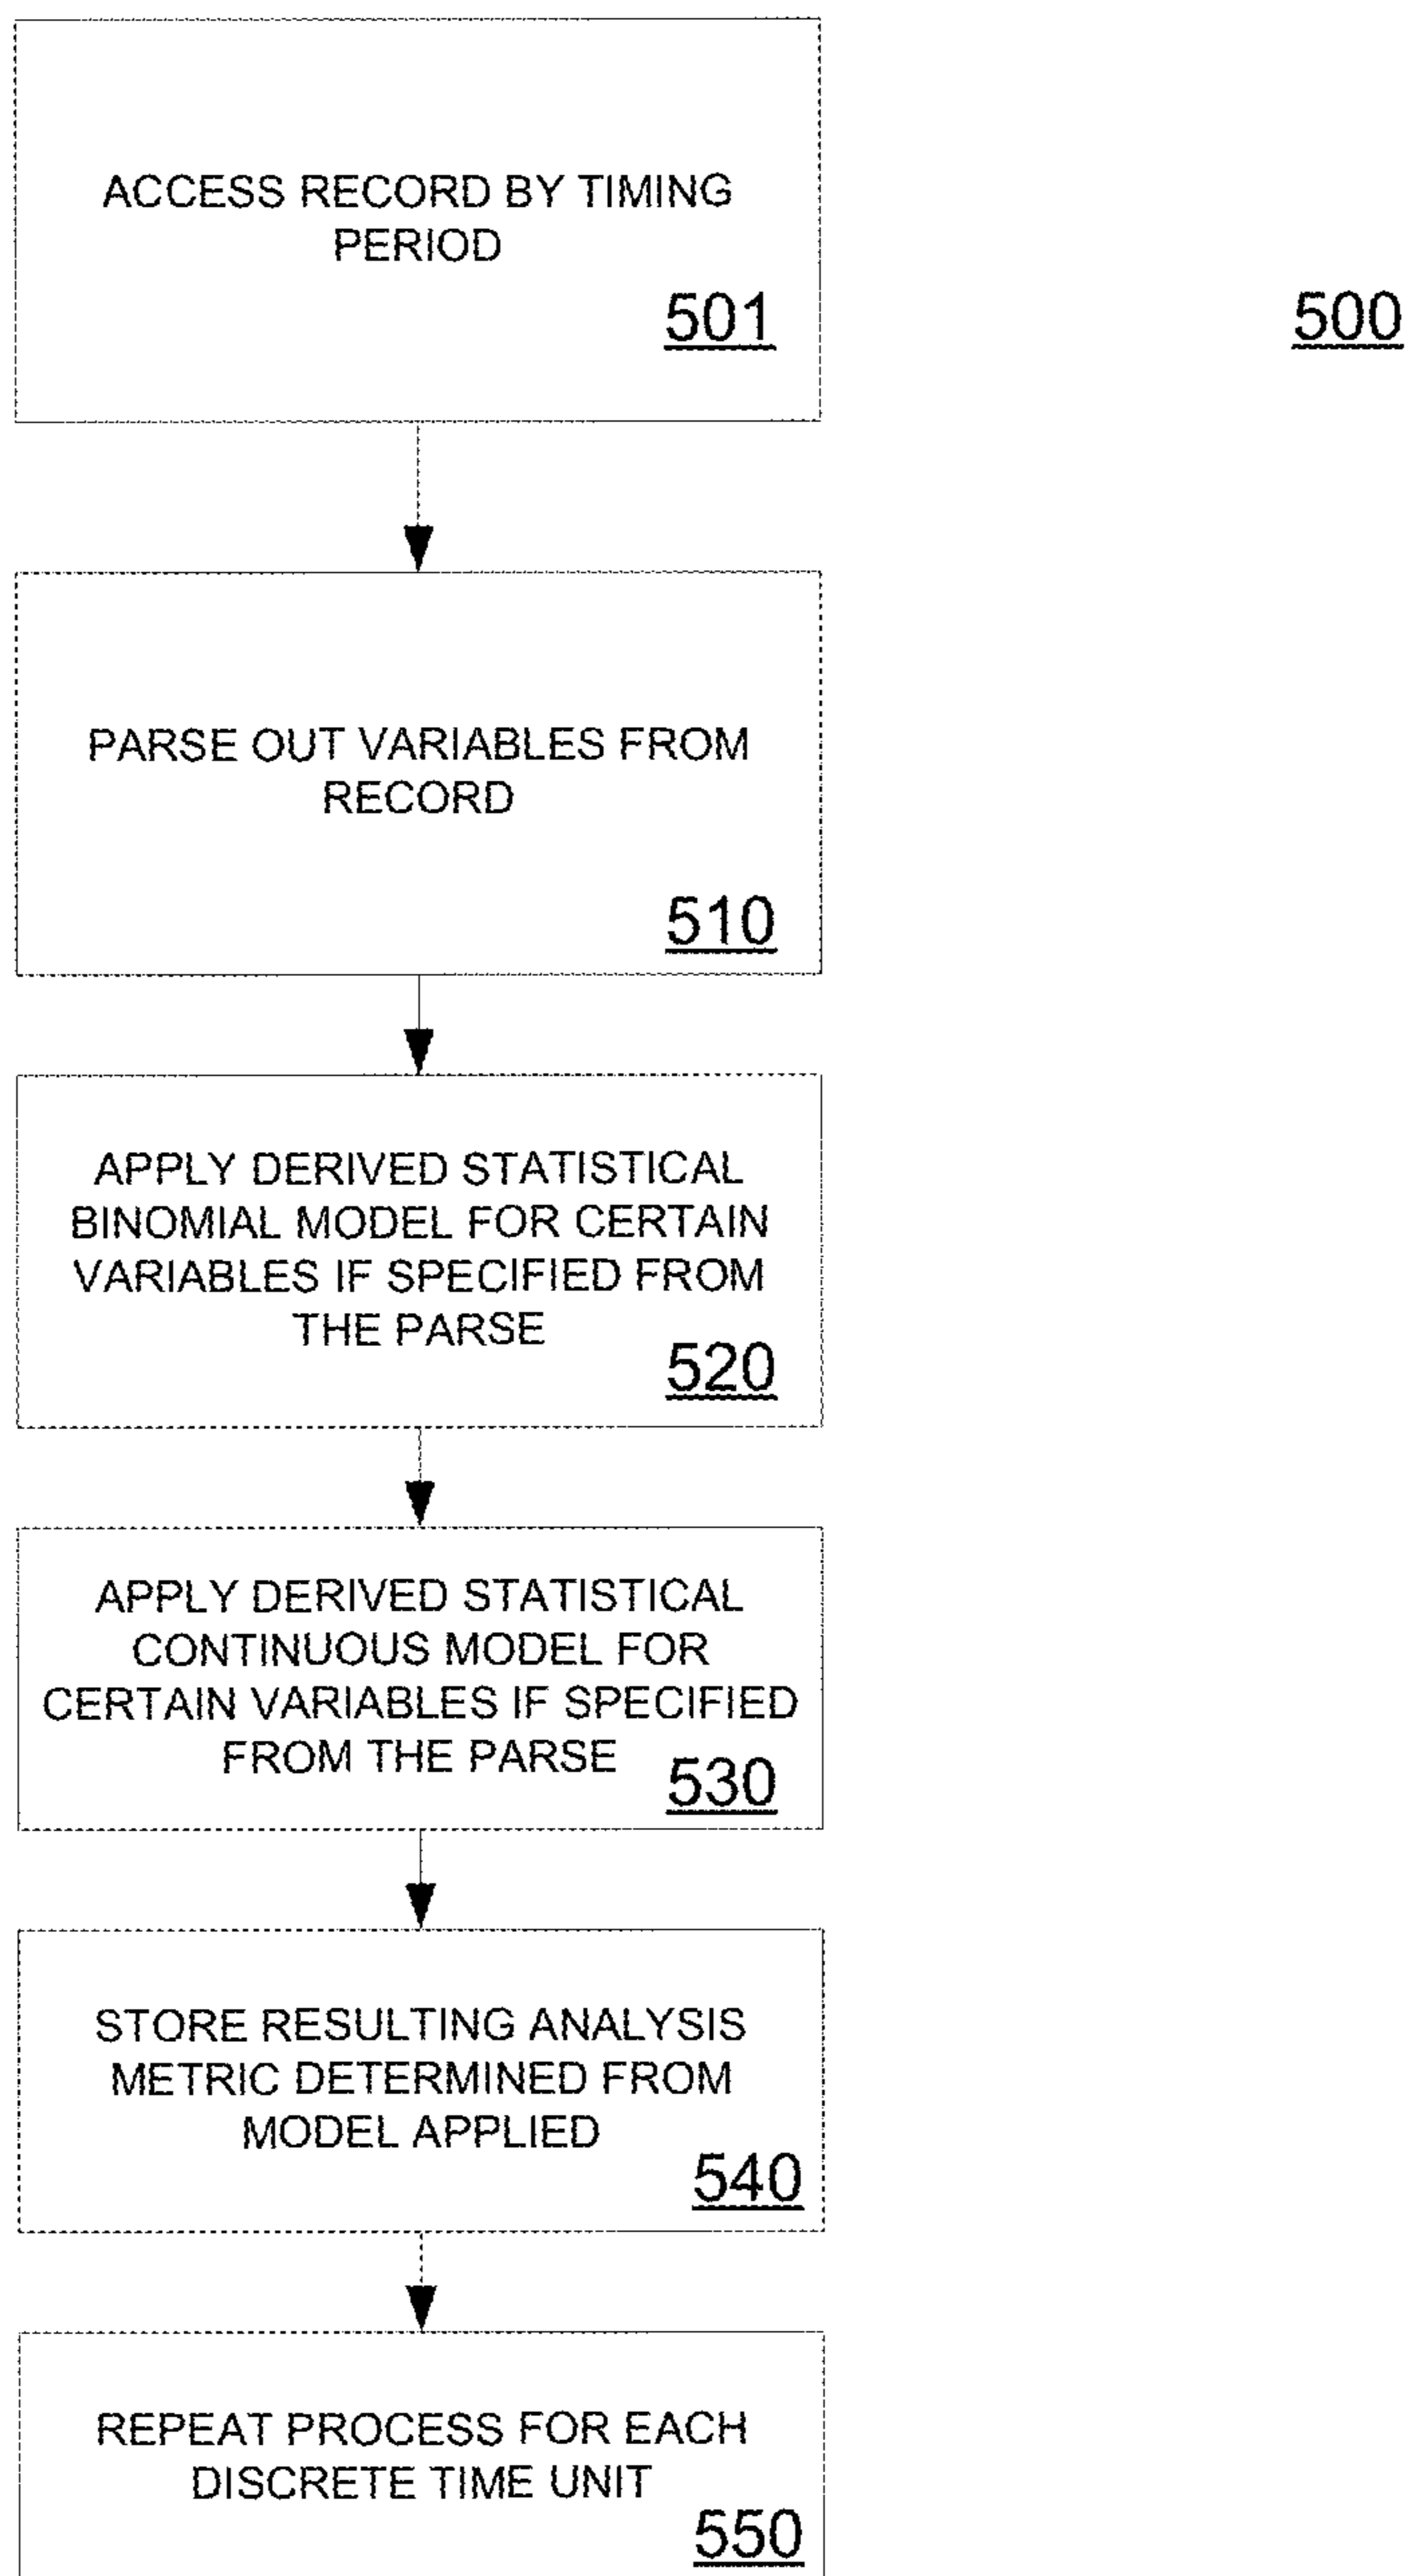 ACCESS RECORD BY TIMING
PERIOD
501
500
PARSE OUT VARIABLES FROM
RECORD
510
APPLY DERIVED STATISTICAL
BINOMIAL MODEL FOR CERTAIN
VARIABLES IF SPECIFIED FROM
THE PARSE
520
APPLY DERIVED STATISTICAL
CONTINUOUS MODEL FOR
CERTAIN VARIABLES IF SPECIFIED
FROM THE PARSE
530
STORE RESULTING ANALYSIS
METRIC DETERMINED FROM
MODEL APPLIED
540
REPEAT PROCESS FOR EACH
DISCRETE TIME UNIT
550